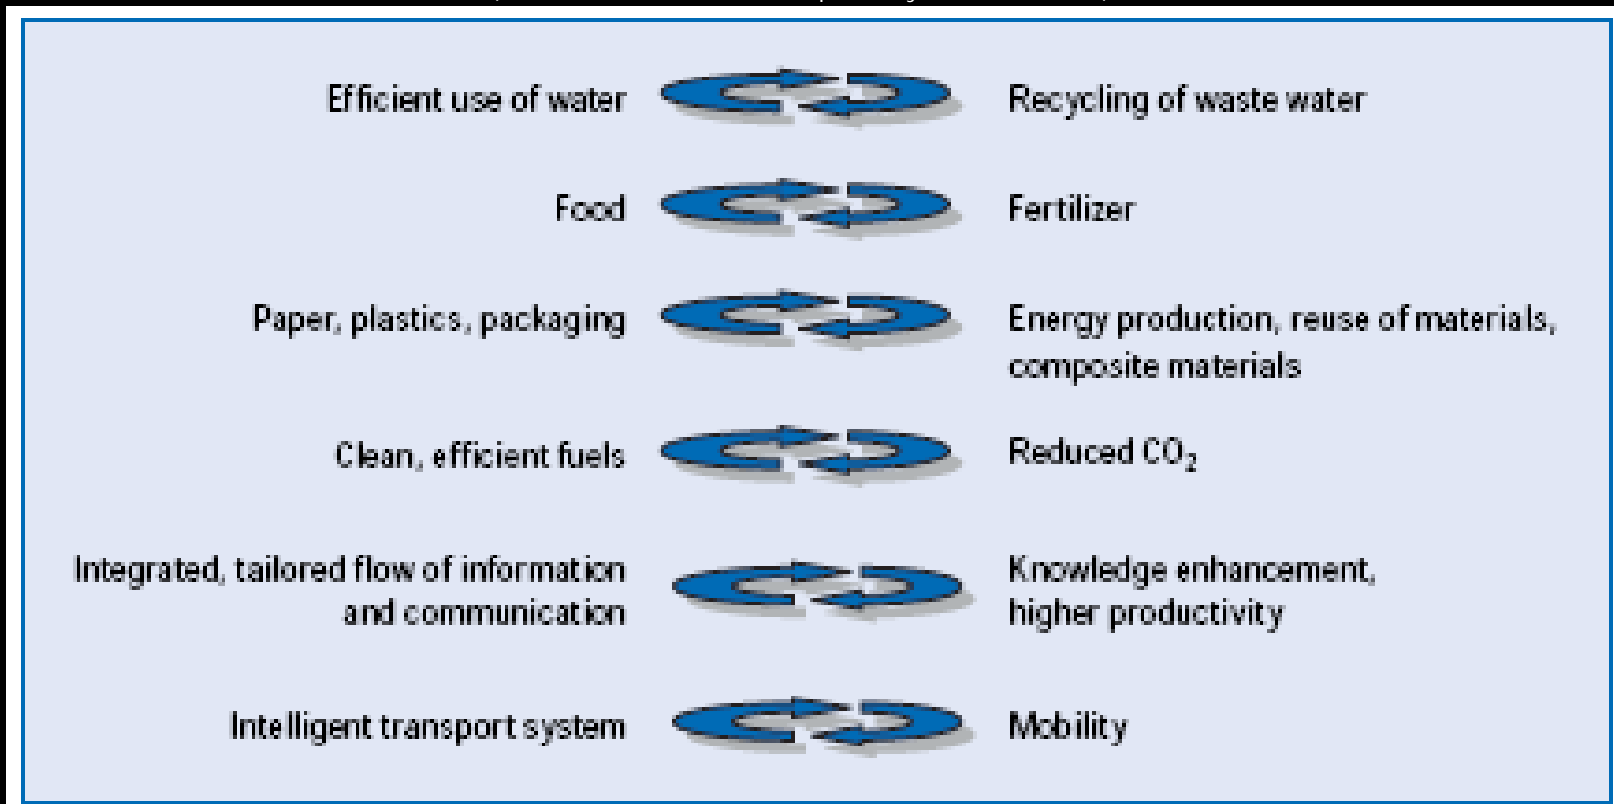 Efficient use of water
Recycling of waste water
Food
Fertilizer
Paper, plastics, packaging
Energy production, reuse of materials,
composite materials
Clean, efficient fuels
Reduced CO₂
Integrated, tailored flow of information
and communication
Knowledge enhancement,
higher productivity
Intelligent transport system
Mobility